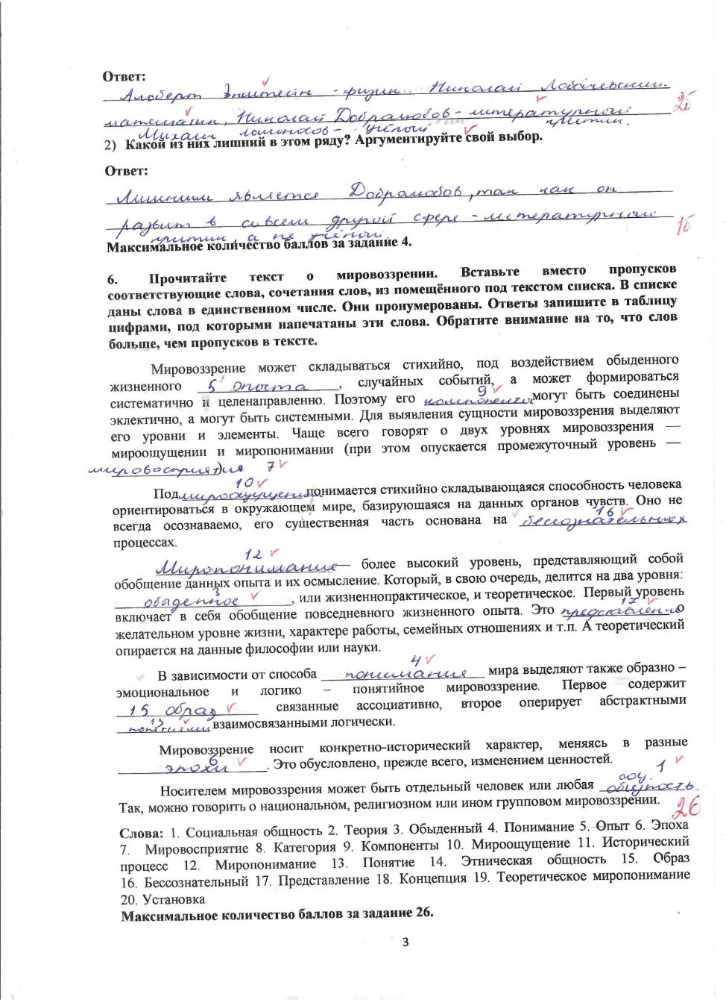 Ответ:
Альберт Эпштейн - физик. Николай Лобачевский -
математик, Николай Добралюбов - литературный
критик.
Михаил Ломоносов - учёный
2) Какой из них лишний в этом ряду? Аргументируйте свой выбор.
2б
Ответ:
Лишним является Добралюбов, так как он
развит в совсем другой сфере - литературный
критик, а не учёный.
1б
Максимальное количество баллов за задание 4.
6. Прочитайте текст о мировоззрении. Вставьте вместо пропусков
соответствующие слова, сочетания слов, из помещённого под текстом списка. В списке
даны слова в единственном числе. Они пронумерованы. Ответы запишите в таблицу
цифрами, под которыми напечатаны эти слова. Обратите внимание на то, что слов
больше, чем пропусков в тексте.
Мировоззрение может складываться стихийно, под воздействием обыденного
жизненного 5 опыта, случайных событий, а может формироваться
систематично и целенаправленно. Поэтому его 9 компоненты могут быть соединены
эклектично, а могут быть системными. Для выявления сущности мировоззрения выделяют
его уровни и элементы. Чаще всего говорят о двух уровнях мировоззрения —
мироощущении и миропонимании (при этом опускается промежуточный уровень —
мировосприятия) 7
10
Под мироощущением понимается стихийно складывающаяся способность человека
ориентироваться в окружающем мире, базирующаяся на данных органов чувств. Оно не
16
всегда осознаваемо, его существенная часть основана на бессознательных
процессах.
12
Миропонимание — более высокий уровень, представляющий собой
обобщение данных опыта и их осмысление. Который, в свою очередь, делится на два уровня:
3
обыденное, или жизненнопрактическое, и теоретическое. Первый уровень
17
включает в себя обобщение повседневного жизненного опыта. Это представление о
желательном уровне жизни, характере работы, семейных отношениях и т.п. А теоретический
опирается на данные философии или науки.
4
В зависимости от способа понимания мира выделяют также образно –
эмоциональное и логико – понятийное мировоззрение. Первое содержит
15 образ связанные ассоциативно, второе оперирует абстрактными
13
понятиями взаимосвязанными логически.
Мировоззрение носит конкретно-исторический характер, меняясь в разные
6
эпохи. Это обусловлено, прежде всего, изменением ценностей.
1
соц.
Носителем мировоззрения может быть отдельный человек или любая общность.
Так, можно говорить о национальном, религиозном или ином групповом мировоззрении.
26
Слова: 1. Социальная общность 2. Теория 3. Обыденный 4. Понимание 5. Опыт 6. Эпоха
7. Мировосприятие 8. Категория 9. Компоненты 10. Мироощущение 11. Исторический
процесс 12. Миропонимание 13. Понятие 14. Этническая общность 15. Образ
16. Бессознательный 17. Представление 18. Концепция 19. Теоретическое миропонимание
20. Установка
Максимальное количество баллов за задание 26.
3